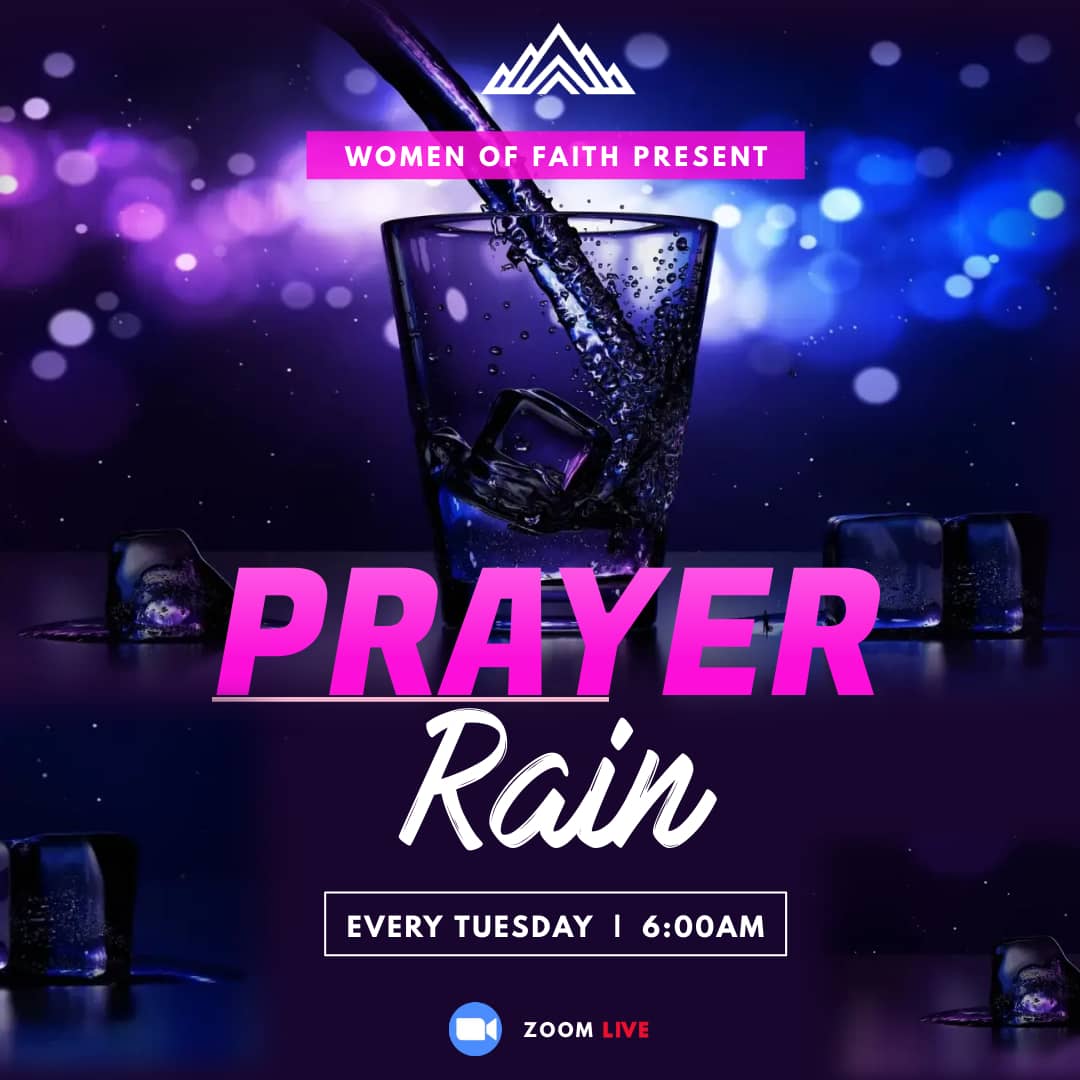 WOMEN OF FAITH PRESENT
PRAYER
Rain
EVERY TUESDAY | 6:00AM
ZOOM LIVE